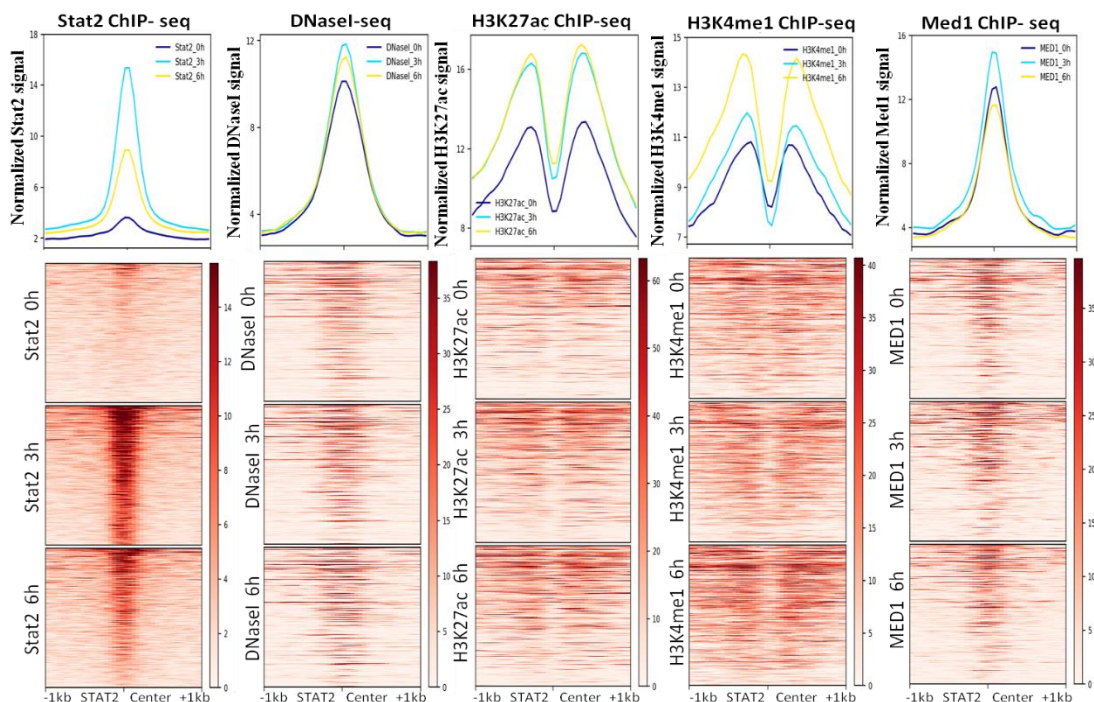 Stat2 ChIP- seq
DNaseI-seq
H3K27ac ChIP-seq
H3K4me1 ChIP-seq
Med1 ChIP- seq
Normalized Stat2 signal
18
14
10
6
2
Stat2_0h
Stat2_3h
Stat2_6h
Normalized DNaseI signal
12
8
4
DNaseI_0h
DNaseI_3h
DNaseI_6h
Normalized H3K27ac signal
16
12
8
H3K27ac_0h
H3K27ac_3h
H3K27ac_6h
Normalized H3K4me1 signal
15
13
11
9
7
H3K4me1_0h
H3K4me1_3h
H3K4me1_6h
Normalized Med1 signal
16
12
8
4
MED1_0h
MED1_3h
MED1_6h
Stat2 0h
Stat2 3h
Stat2 6h
14
12
10
8
6
4
2
0
DNaseI 0h
DNaseI 3h
DNaseI 6h
35
30
25
20
15
10
5
0
H3K27ac 0h
H3K27ac 3h
H3K27ac 6h
60
50
40
30
20
10
0
H3K4me1 0h
H3K4me1 3h
H3K4me1 6h
40
35
30
25
20
15
10
5
0
MED1 0h
MED1 3h
MED1 6h
35
30
25
20
15
10
5
0
-1kb STAT2 Center +1kb
-1kb STAT2 Center +1kb
-1kb STAT2 Center +1kb
-1kb STAT2 Center +1kb
-1kb STAT2 Center +1kb